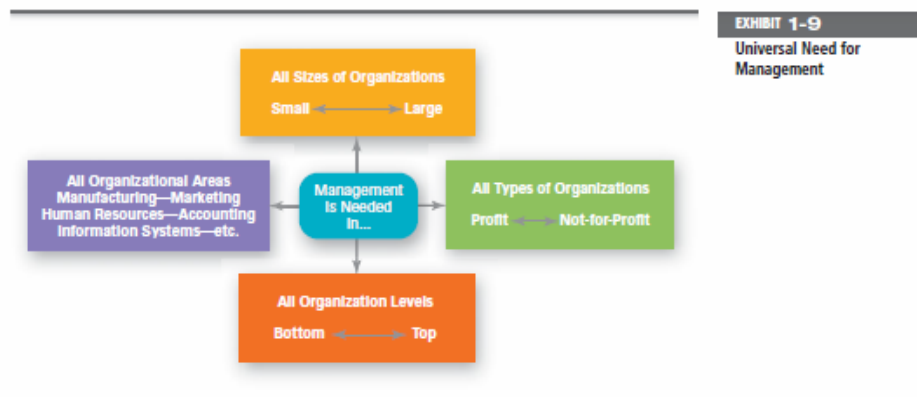 EXHIBIT 1-9
Universal Need for
Management
All Sizes of Organizations
Small Large
All Organizational Areas
Manufacturing—Marketing
Human Resources—Accounting
Information Systems—etc.
Management
Is Needed
In...
All Types of Organizations
Profit Not-for-Profit
All Organization Levels
Bottom Top